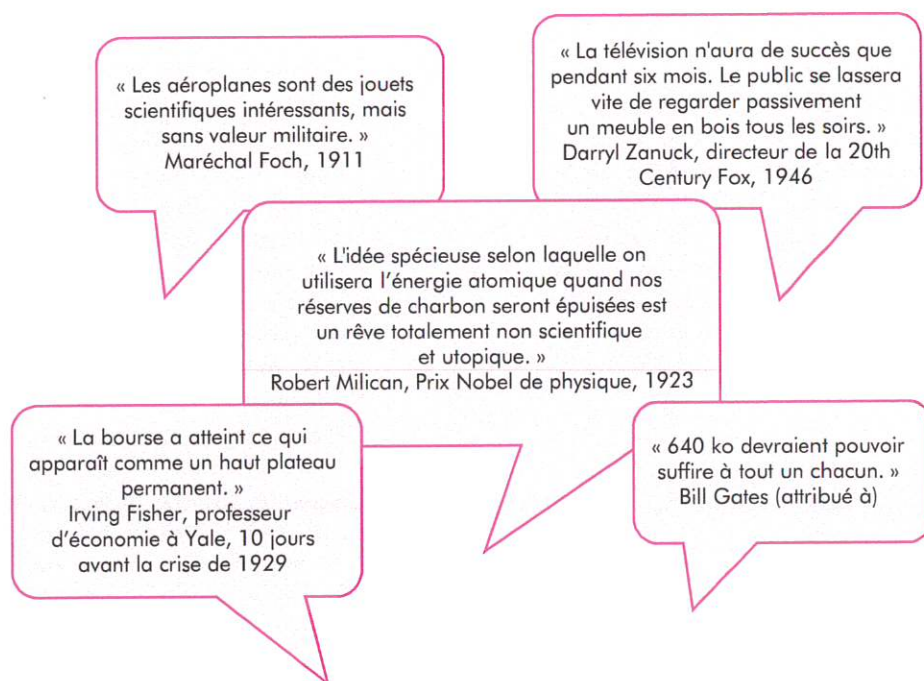 « Les aéroplanes sont des jouets
scientifiques intéressants, mais
sans valeur militaire. »
Maréchal Foch, 1911
« La télévision n'aura de succès que
pendant six mois. Le public se lassera
vite de regarder passivement
un meuble en bois tous les soirs. »
Darryl Zanuck, directeur de la 20th
Century Fox, 1946
« L'idée spécieuse selon laquelle on
utilisera l'énergie atomique quand nos
réserves de charbon seront épuisées est
un rêve totalement non scientifique
et utopique. »
Robert Milican, Prix Nobel de physique, 1923
« La bourse a atteint ce qui
apparaît comme un haut plateau
permanent. »
Irving Fisher, professeur
d'économie à Yale, 10 jours
avant la crise de 1929
« 640 ko devraient pouvoir
suffire à tout un chacun. »
Bill Gates (attribué à)